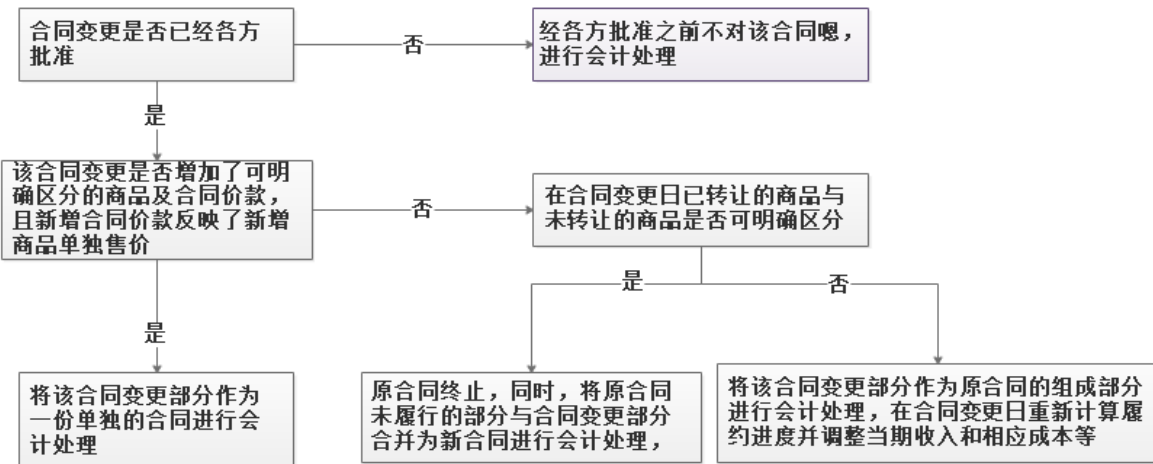 合同变更是否已经各方
批准
否
经各方批准之前不对该合同嗯，
进行会计处理
是
该合同变更是否增加了可明
确区分的商品及合同价款，
且新增合同价款反映了新增
商品单独售价
否
在合同变更日已转让的商品与
未转让的商品是否可明确区分
是
否
是
将该合同变更部分作为
一份单独的合同进行会
计处理
原合同终止，同时，将原合同
未履行的部分与合同变更部分
合并为新合同进行会计处理，
将该合同变更部分作为原合同的组成部分
进行会计处理，在合同变更日重新计算履
约进度并调整当期收入和相应成本等